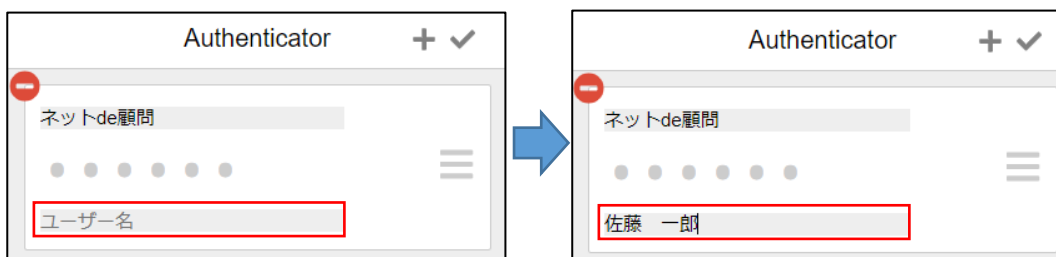 Authenticator
ネットde顧問
ユーザー名
Authenticator
ネットde顧問
佐藤　一郎